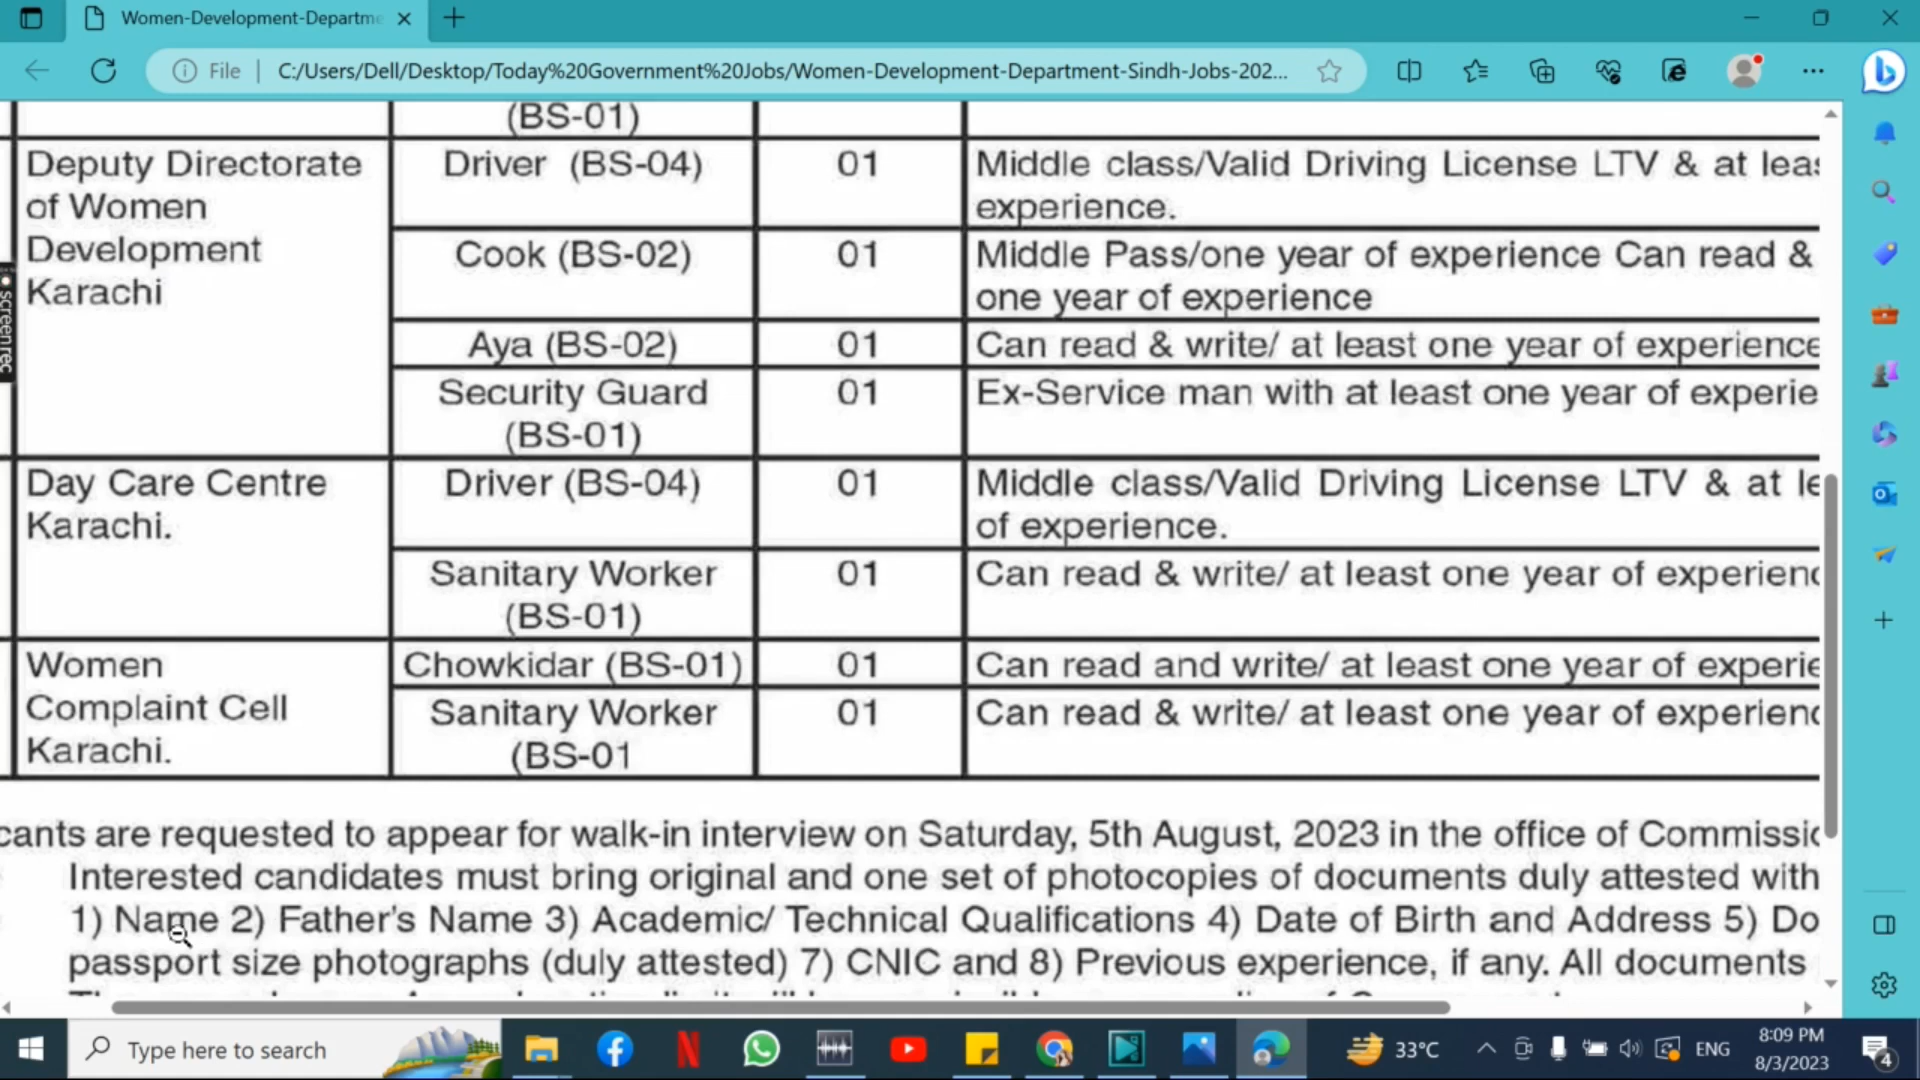 Women-Development-Departme
File
C:/Users/Dell/Desktop/Today%20Government%20Jobs/Women-Development-Department-Sindh-Jobs-202...
(BS-01)
Deputy Directorate
of Women
Development
Karachi
Driver (BS-04)
01
Middle class/Valid Driving License LTV & at leas
experience.
Cook (BS-02)
01
Middle Pass/one year of experience Can read &
one year of experience
Aya (BS-02)
01
Can read & write/ at least one year of experience
Security Guard
(BS-01)
01
Ex-Service man with at least one year of experie
Day Care Centre
Karachi.
Driver (BS-04)
01
Middle class/Valid Driving License LTV & at le
of experience.
Sanitary Worker
(BS-01)
01
Can read & write/ at least one year of experienc
Women
Complaint Cell
Karachi.
Chowkidar (BS-01)
01
Can read and write/ at least one year of experie
Sanitary Worker
(BS-01
01
Can read & write/ at least one year of experienc
cants are requested to appear for walk-in interview on Saturday, 5th August, 2023 in the office of Commissio
Interested candidates must bring original and one set of photocopies of documents duly attested with
1) Name 2) Father's Name 3) Academic/ Technical Qualifications 4) Date of Birth and Address 5) Do
passport size photographs (duly attested) 7) CNIC and 8) Previous experience, if any. All documents
screenrec
Type here to search
33°C
ENG
8:09 PM
8/3/2023
4